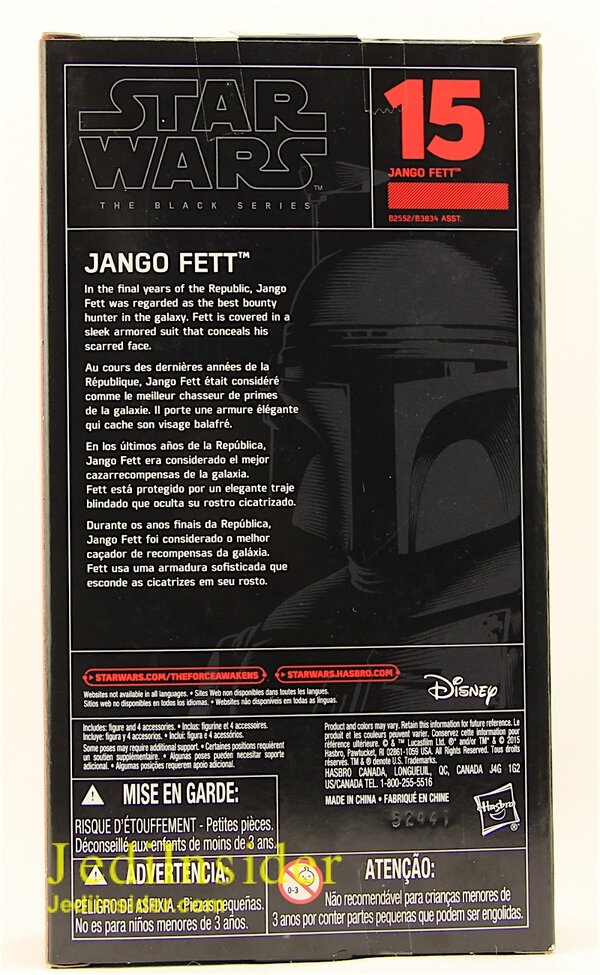 STAR
WARS™
THE BLACK SERIES
15
JANGO FETT™
B2552/B3834 ASST.
JANGO FETT™
In the final years of the Republic, Jango
Fett was regarded as the best bounty
hunter in the galaxy. Fett is covered in a
sleek armored suit that conceals his
scarred face.
Au cours des dernières années de la
République, Jango Fett était considéré
comme le meilleur chasseur de primes
de la galaxie. Il porte une armure élégante
qui cache son visage balafré.
En los últimos años de la República,
Jango Fett era considerado el mejor
cazarrecompensas de la galaxia.
Fett está protegido por un elegante traje
blindado que oculta su rostro cicatrizado.
Durante os anos finais da República,
Jango Fett foi considerado o melhor
caçador de recompensas da galáxia.
Fett usa uma armadura sofisticada que
esconde as cicatrizes em seu rosto.
STARWARS.COM/THEFORCEAWAKENS
STARWARS.HASBRO.COM
Disney
Websites not available in all languages. • Sites Web non disponibles dans toutes les langues.
Sitios web no disponibles en todos los idiomas. • Websites não disponíveis em todas as línguas.
Includes: figure and 4 accessories. • Inclus: figurine et 4 accessoires.
Incluye: figura y 4 accesorios. • Inclui: figura e 4 acessórios.
Some poses may require additional support. • Certaines positions requièrent
un soutien supplémentaire. • Algunas poses pueden necesitar soporte
adicional. • Algumas posições requerem apoio adicional.
Product and colors may vary. Retain this information for future reference. Le
produit et les couleurs peuvent varier. Conservez cette information pour
référence ultérieure. © & ™ Lucasfilm Ltd. ®* and/or ™* & © 2015
Hasbro, Pawtucket, RI 02861-1059 USA. All Rights Reserved. Tous droits
réservés. TM & ® denote U.S. Trademarks.
HASBRO CANADA, LONGUEUIL, QC, CANADA J4G 1G2
US/CANADA TEL. 1-800-255-5516
MADE IN CHINA • FABRIQUÉ EN CHINE
52441
Hasbro®
MISE EN GARDE:
RISQUE D'ÉTOUFFEMENT - Petites pièces.
Déconseillé aux enfants de moins de 3 ans.
JediInsider
ADVERTENCIA:
JediInsider.com
PELIGRO DE ASFIXIA. - Piezas pequeñas.
No es para niños menores de 3 años.
0-3
ATENÇÃO:
Não recomendável para crianças menores de
3 anos por conter partes pequenas que podem ser engolidas.